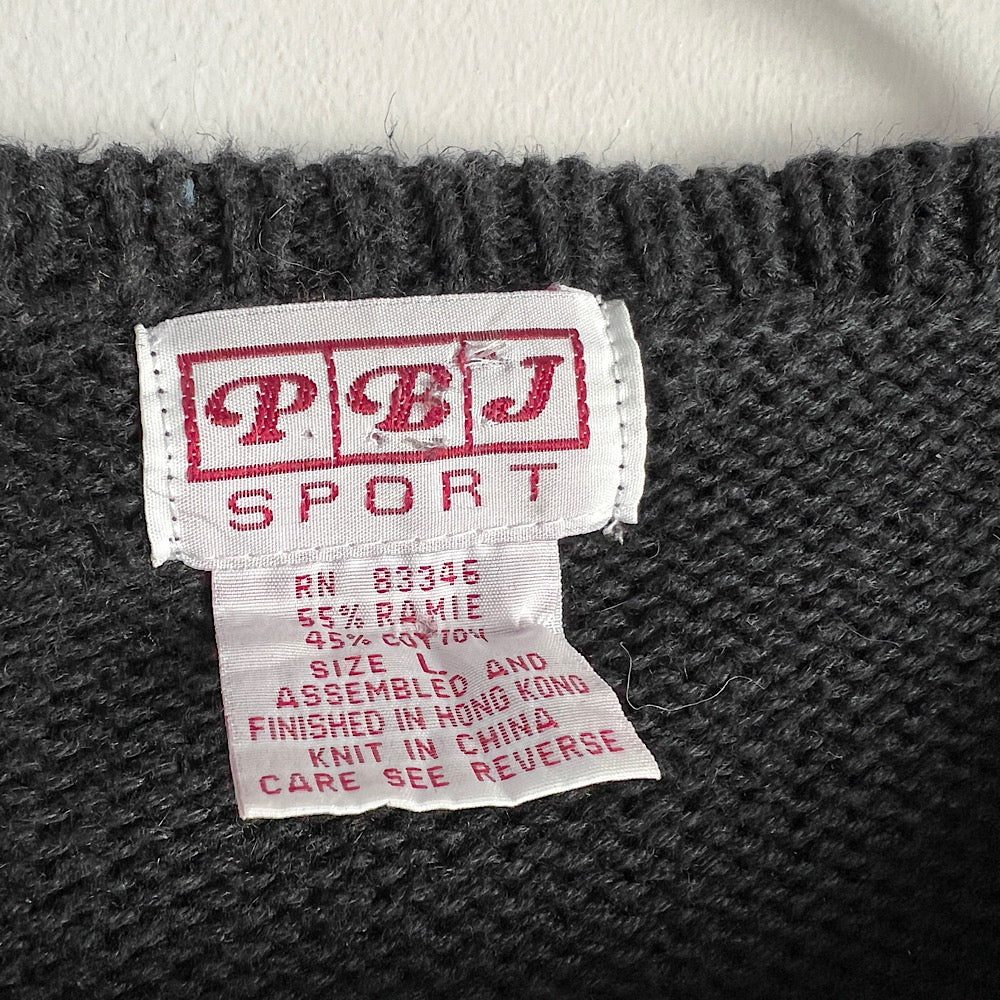 PBJ
SPORT
RN 83346
55% RAMIE
45% COTTON
SIZE L
ASSEMBLED AND
FINISHED IN HONG KONG
KNIT IN CHINA
CARE SEE REVERSE